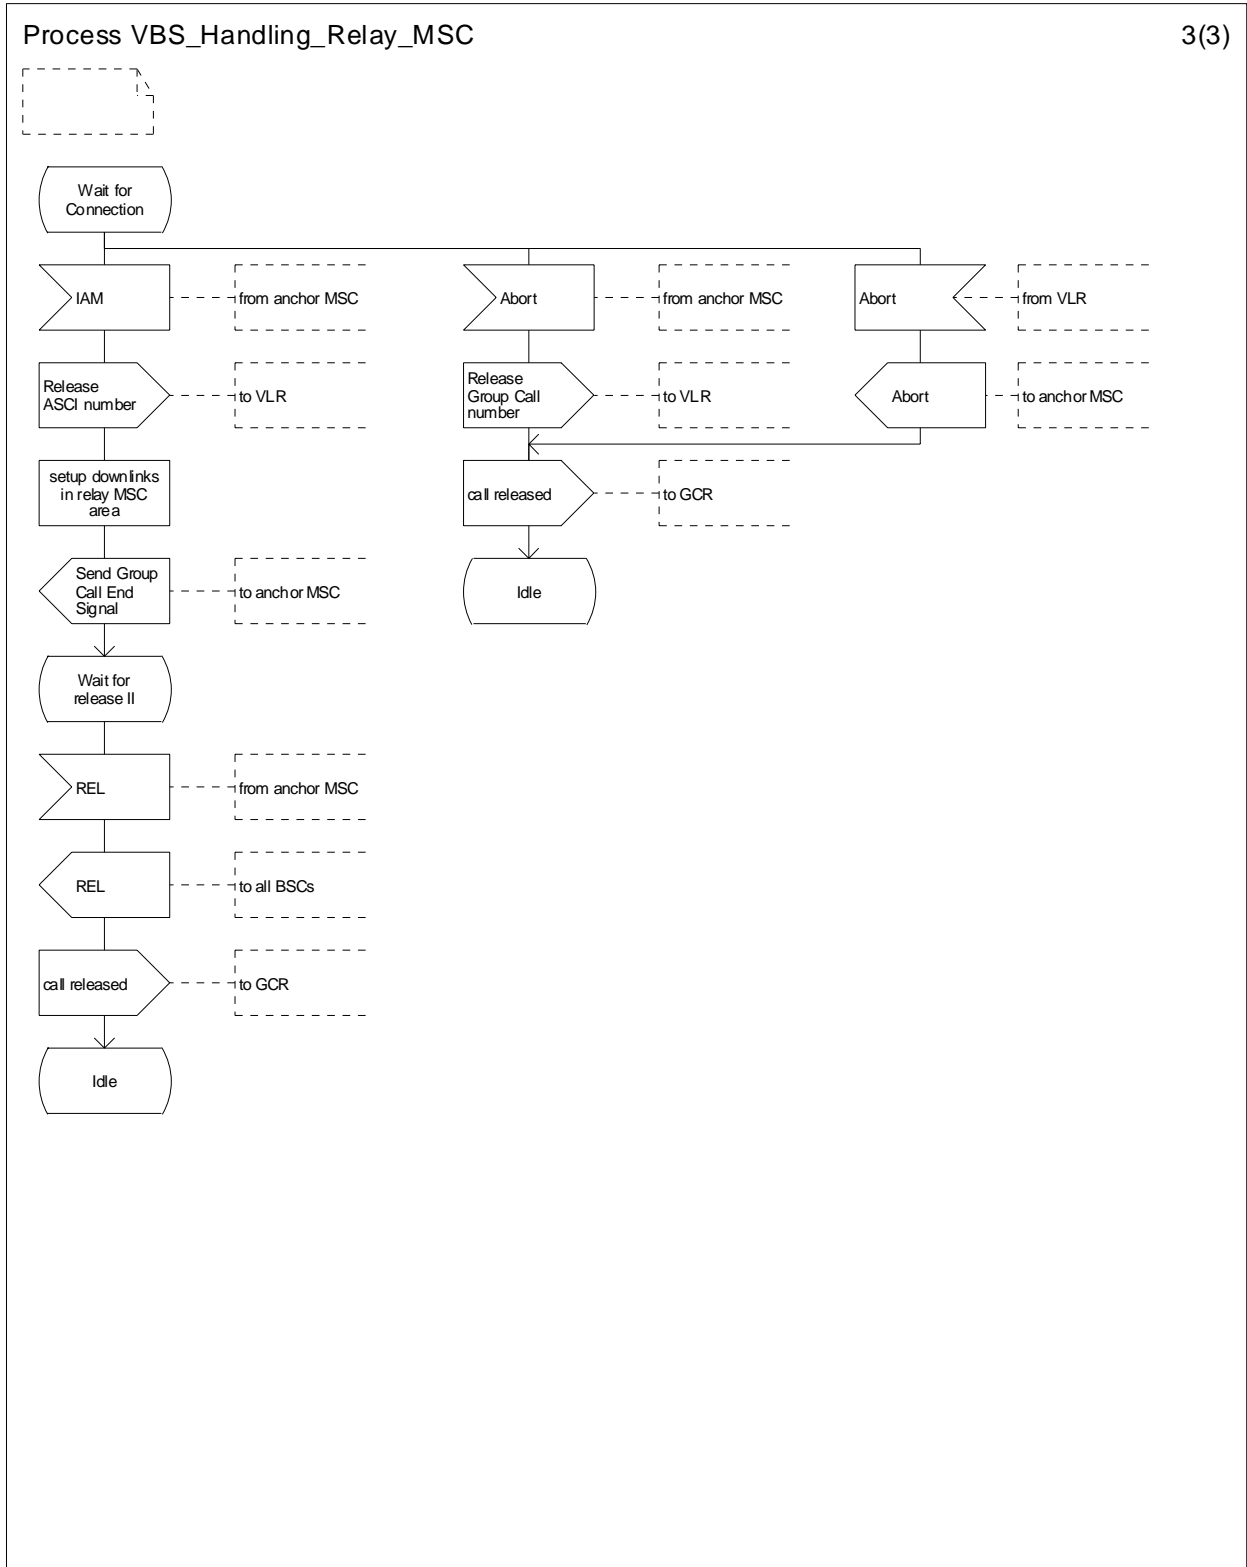 Process VBS_Handling_Relay_MSC
3(3)
Wait for
Connection
IAM
from anchor MSC
Abort
from anchor MSC
Abort
from VLR
Release
ASCI number
to VLR
Release
Group Call
number
to VLR
Abort
to anchor MSC
setup downlinks
in relay MSC
area
call released
to GCR
Send Group
Call End
Signal
to anchor MSC
Idle
Wait for
release II
REL
from anchor MSC
REL
to all BSCs
call released
to GCR
Idle